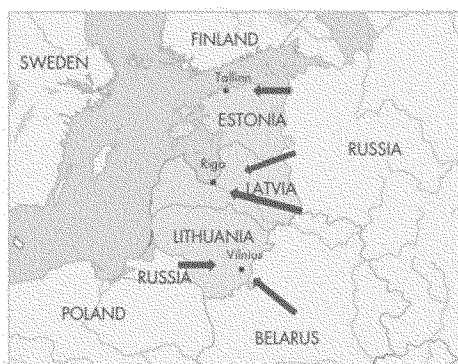 FINLAND
SWEDEN
Tallinn
ESTONIA
RUSSIA
Riga
LATVIA
LITHUANIA
Vilnius
RUSSIA
POLAND
BELARUS